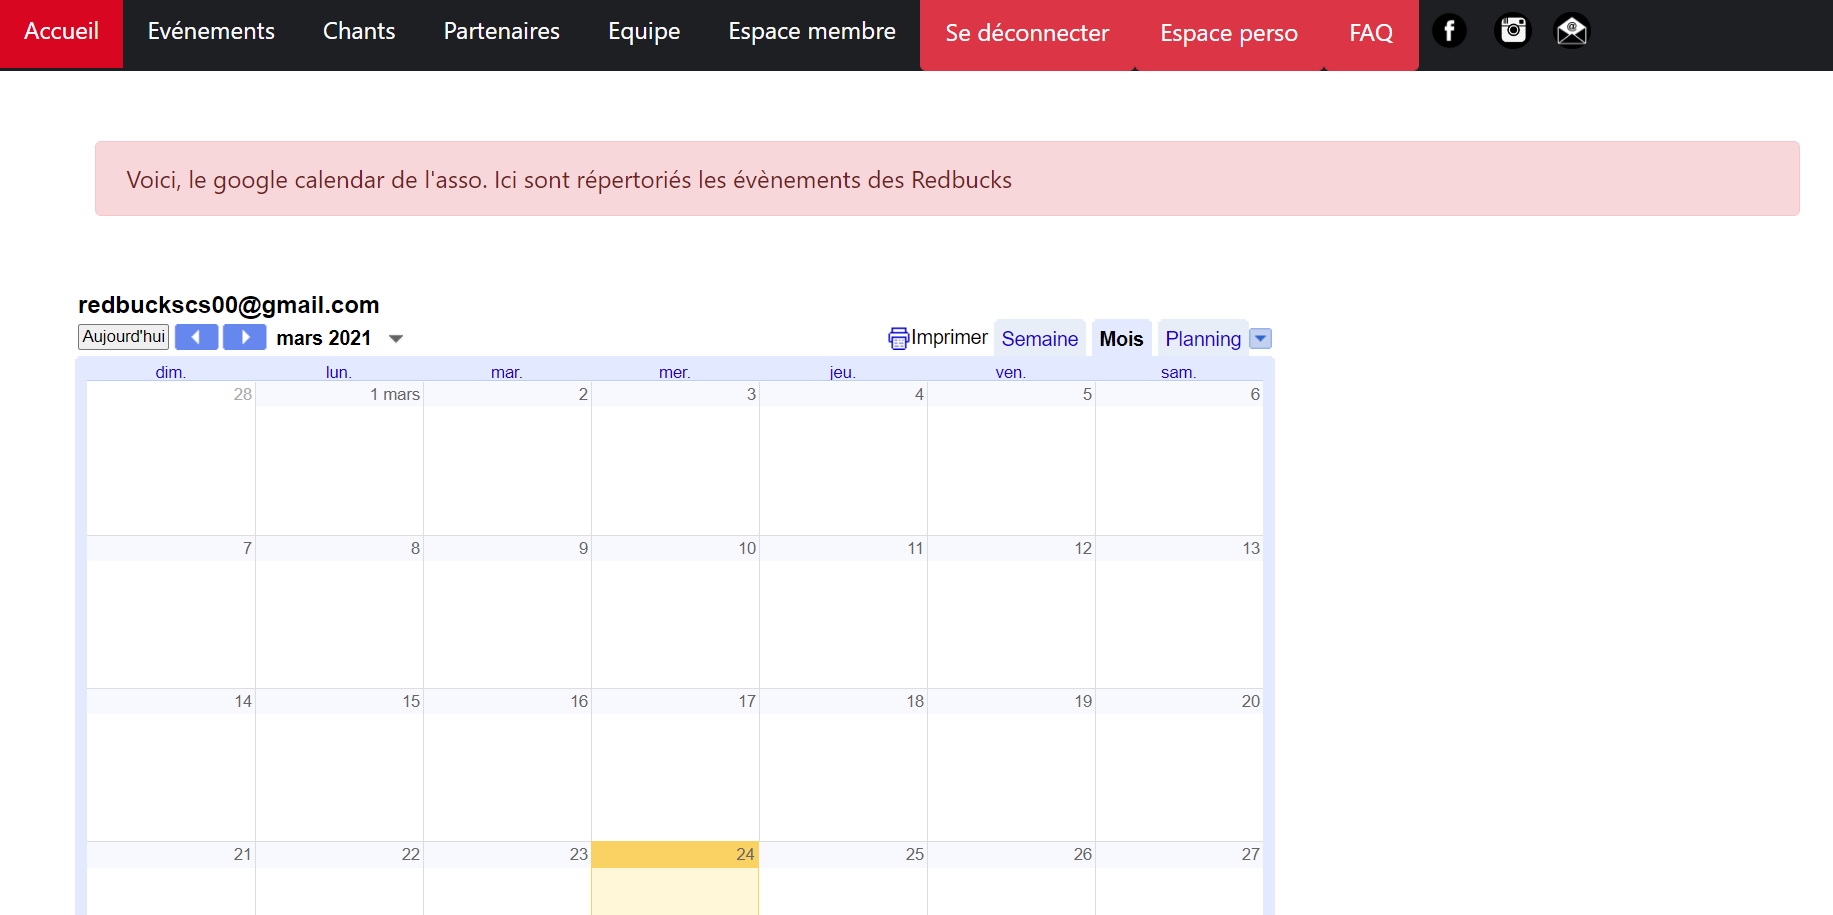 Accueil Evénements Chants Partenaires Equipe Espace membre Se déconnecter Espace perso FAQ
Voici, le google calendar de l'asso. Ici sont répertoriés les évènements des Redbucks
redbuckscs00@gmail.com
Aujourd'hui mars 2021 Imprimer Semaine Mois Planning
dim. lun. mar. mer. jeu. ven. sam.
28 1 mars 2 3 4 5 6
7 8 9 10 11 12 13
14 15 16 17 18 19 20
21 22 23 24 25 26 27